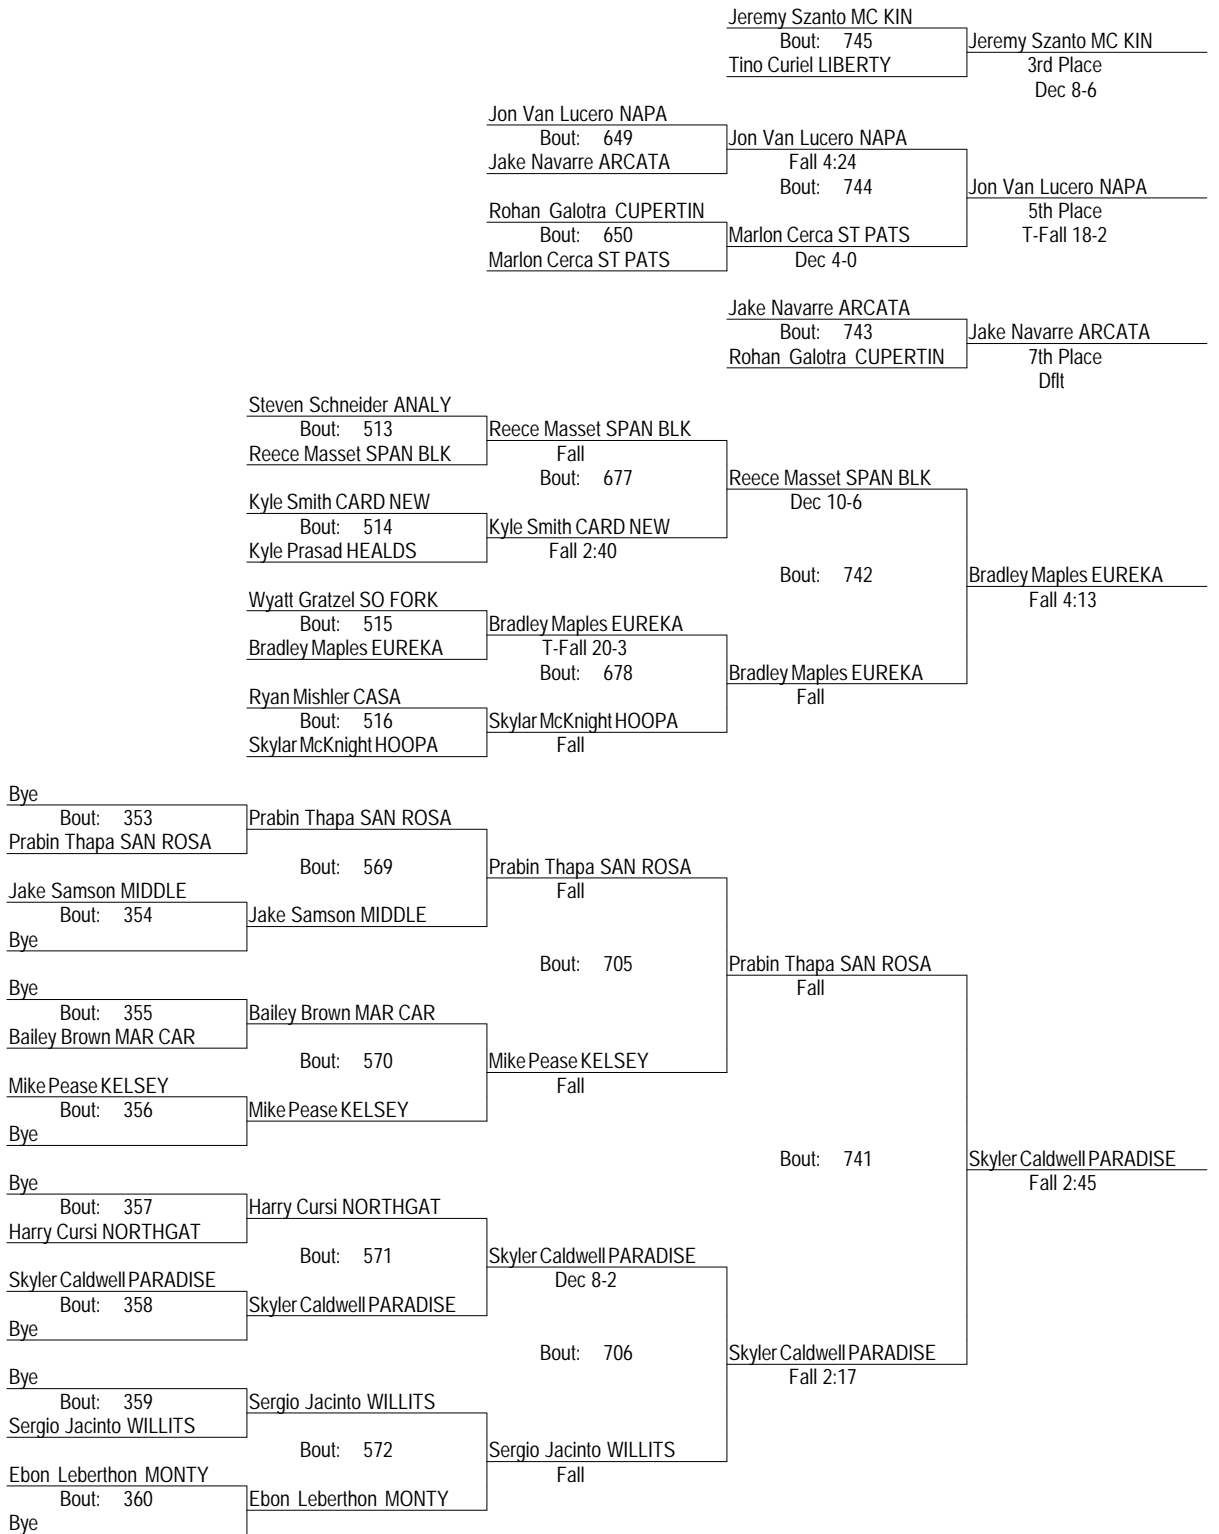 Jeremy Szanto MC KIN
Bout: 745
Jeremy Szanto MC KIN
Tino Curiel LIBERTY
3rd Place
Dec 8-6
Jon Van Lucero NAPA
Bout: 649
Jon Van Lucero NAPA
Jake Navarre ARCATA
Fall 4:24
Bout: 744
Jon Van Lucero NAPA
Rohan Galotra CUPERTIN
5th Place
Bout: 650
Marlon Cerca ST PATS
T-Fall 18-2
Marlon Cerca ST PATS
Dec 4-0
Jake Navarre ARCATA
Bout: 743
Jake Navarre ARCATA
Rohan Galotra CUPERTIN
7th Place
Dflt
Steven Schneider ANALY
Bout: 513
Reece Masset SPAN BLK
Reece Masset SPAN BLK
Fall
Bout: 677
Reece Masset SPAN BLK
Kyle Smith CARD NEW
Dec 10-6
Bout: 514
Kyle Smith CARD NEW
Kyle Prasad HEALDS
Fall 2:40
Bout: 742
Bradley Maples EUREKA
Wyatt Gratzel SO FORK
Fall 4:13
Bout: 515
Bradley Maples EUREKA
Bradley Maples EUREKA
T-Fall 20-3
Bout: 678
Bradley Maples EUREKA
Ryan Mishler CASA
Fall
Bout: 516
Skylar McKnight HOOPA
Skylar McKnight HOOPA
Fall
Bye
Bout: 353
Prabin Thapa SAN ROSA
Prabin Thapa SAN ROSA
Bout: 569
Prabin Thapa SAN ROSA
Jake Samson MIDDLE
Fall
Bout: 354
Jake Samson MIDDLE
Bye
Bout: 705
Prabin Thapa SAN ROSA
Bye
Fall
Bout: 355
Bailey Brown MAR CAR
Bailey Brown MAR CAR
Bout: 570
Mike Pease KELSEY
Mike Pease KELSEY
Fall
Bout: 356
Mike Pease KELSEY
Bye
Bout: 741
Skyler Caldwell PARADISE
Bye
Fall 2:45
Bout: 357
Harry Cursi NORTHGAT
Harry Cursi NORTHGAT
Bout: 571
Skyler Caldwell PARADISE
Skyler Caldwell PARADISE
Dec 8-2
Bout: 358
Skyler Caldwell PARADISE
Bye
Bout: 706
Skyler Caldwell PARADISE
Bye
Fall 2:17
Bout: 359
Sergio Jacinto WILLITS
Sergio Jacinto WILLITS
Bout: 572
Sergio Jacinto WILLITS
Ebon Leberthon MONTY
Fall
Bout: 360
Ebon Leberthon MONTY
Bye